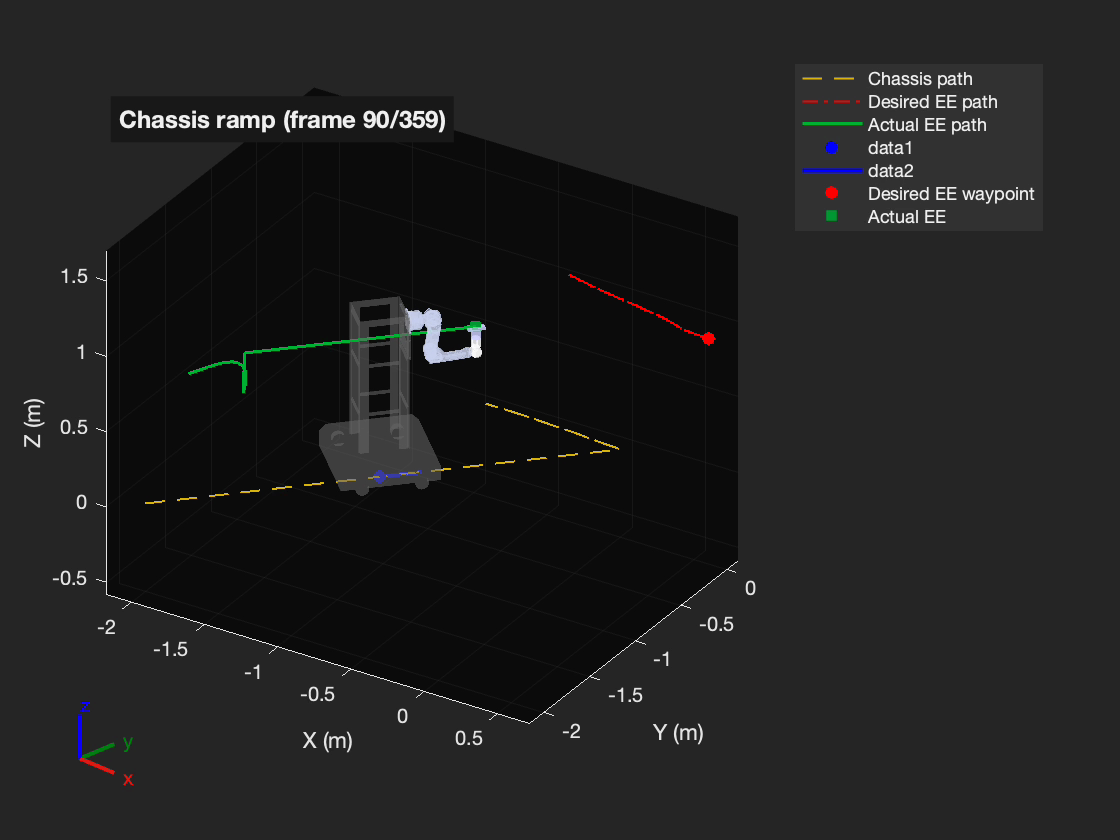 Chassis ramp (frame 90/359)
Chassis path
Desired EE path
Actual EE path
data1
data2
Desired EE waypoint
Actual EE
Z (m)
1.5
1
0.5
0
-0.5
-2
-1.5
-1
-0.5
0
0.5
X (m)
-2
-1.5
-1
-0.5
0
Y (m)
z
y
x